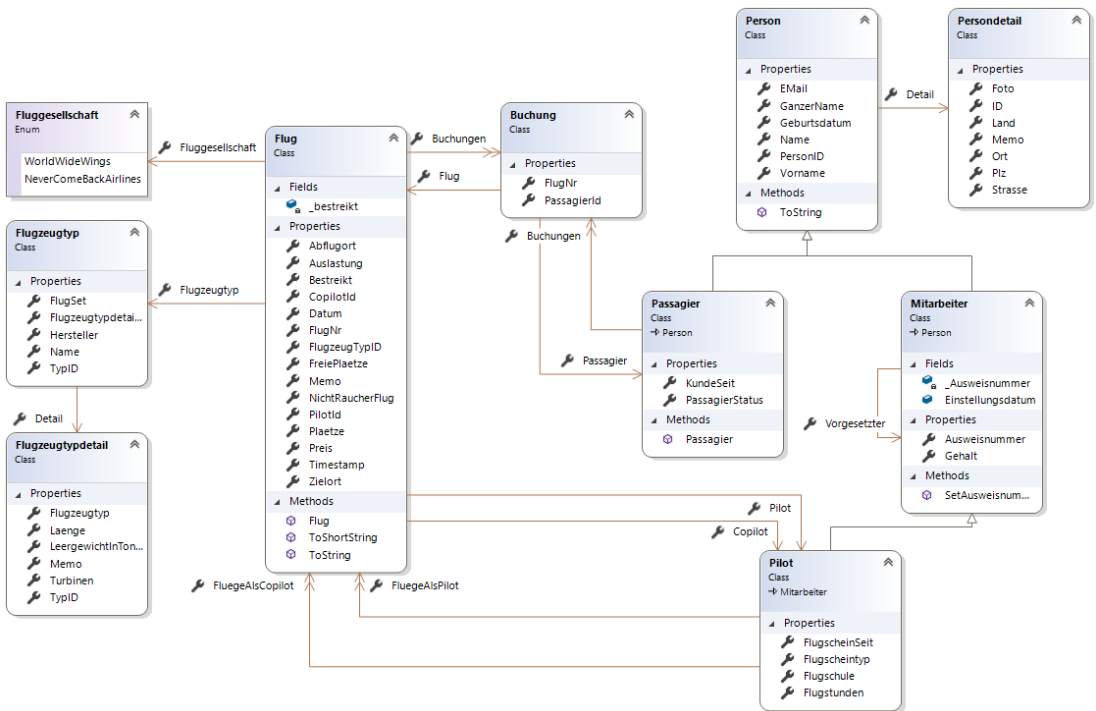 Fluggesellschaft
Enum
WorldWideWings
NeverComeBackAirlines
Fluggesellschaft
Flugzeugtyp
Class
Properties
FlugSet
Flugzeugtypdetai...
Hersteller
Name
TypID
Flugzeugtyp
Detail
Flugzeugtypdetail
Class
Properties
Flugzeugtyp
Laenge
LeergewichtInTon...
Memo
Turbinen
TypID
Flug
Class
Fields
_bestreikt
Properties
Abflugort
Auslastung
Bestreikt
CopilotId
Datum
FlugNr
FlugzeugTypID
FreiePlaetze
Memo
NichtRaucherFlug
PilotId
Plaetze
Preis
Timestamp
Zielort
Methods
Flug
ToShortString
ToString
Buchungen
Flug
Buchung
Class
Properties
FlugNr
PassagierId
Buchungen
Passagier
Person
Class
Properties
EMail
GanzerName
Geburtsdatum
Name
PersonID
Vorname
Methods
ToString
Detail
Persondetail
Class
Properties
Foto
ID
Land
Memo
Ort
Plz
Strasse
Passagier
Class
Person
Properties
KundeSeit
PassagierStatus
Methods
Passagier
Mitarbeiter
Class
Person
Fields
_Ausweisnummer
Einstellungsdatum
Properties
Ausweisnummer
Gehalt
Methods
SetAusweisnum...
Vorgesetzter
Pilot
Copilot
FluegeAlsCopilot
FluegeAlsPilot
Pilot
Class
Mitarbeiter
Properties
FlugscheinSeit
Flugscheintyp
Flugschule
Flugstunden